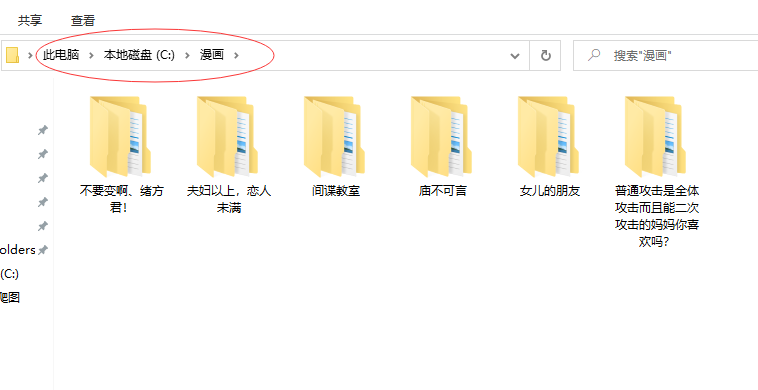 共享 查看
此电脑 本地磁盘 (C:) 漫画
搜索"漫画"
不要变啊、绪方
君!
夫妇以上，恋人
未满
间谍教室
庙不可言
女儿的朋友
普通攻击是全体
攻击而且能二次
攻击的妈妈你喜
欢吗?
olders
(C:)
爬图